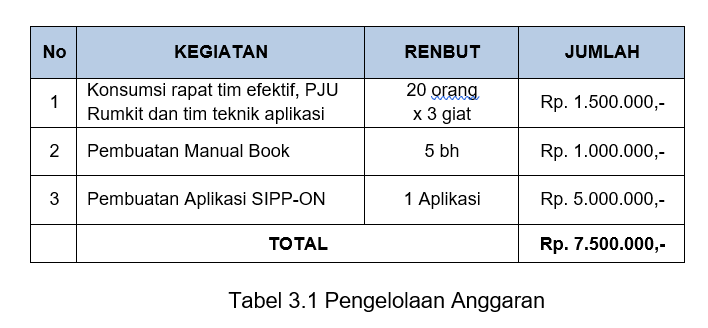 No KEGIATAN RENBUT JUMLAH
1 Konsumsi rapat tim efektif, PJU Rumkit dan tim teknik aplikasi 20 orang x 3 giat Rp. 1.500.000,-
2 Pembuatan Manual Book 5 bh Rp. 1.000.000,-
3 Pembuatan Aplikasi SIPP-ON 1 Aplikasi Rp. 5.000.000,-
TOTAL Rp. 7.500.000,-
Tabel 3.1 Pengelolaan Anggaran